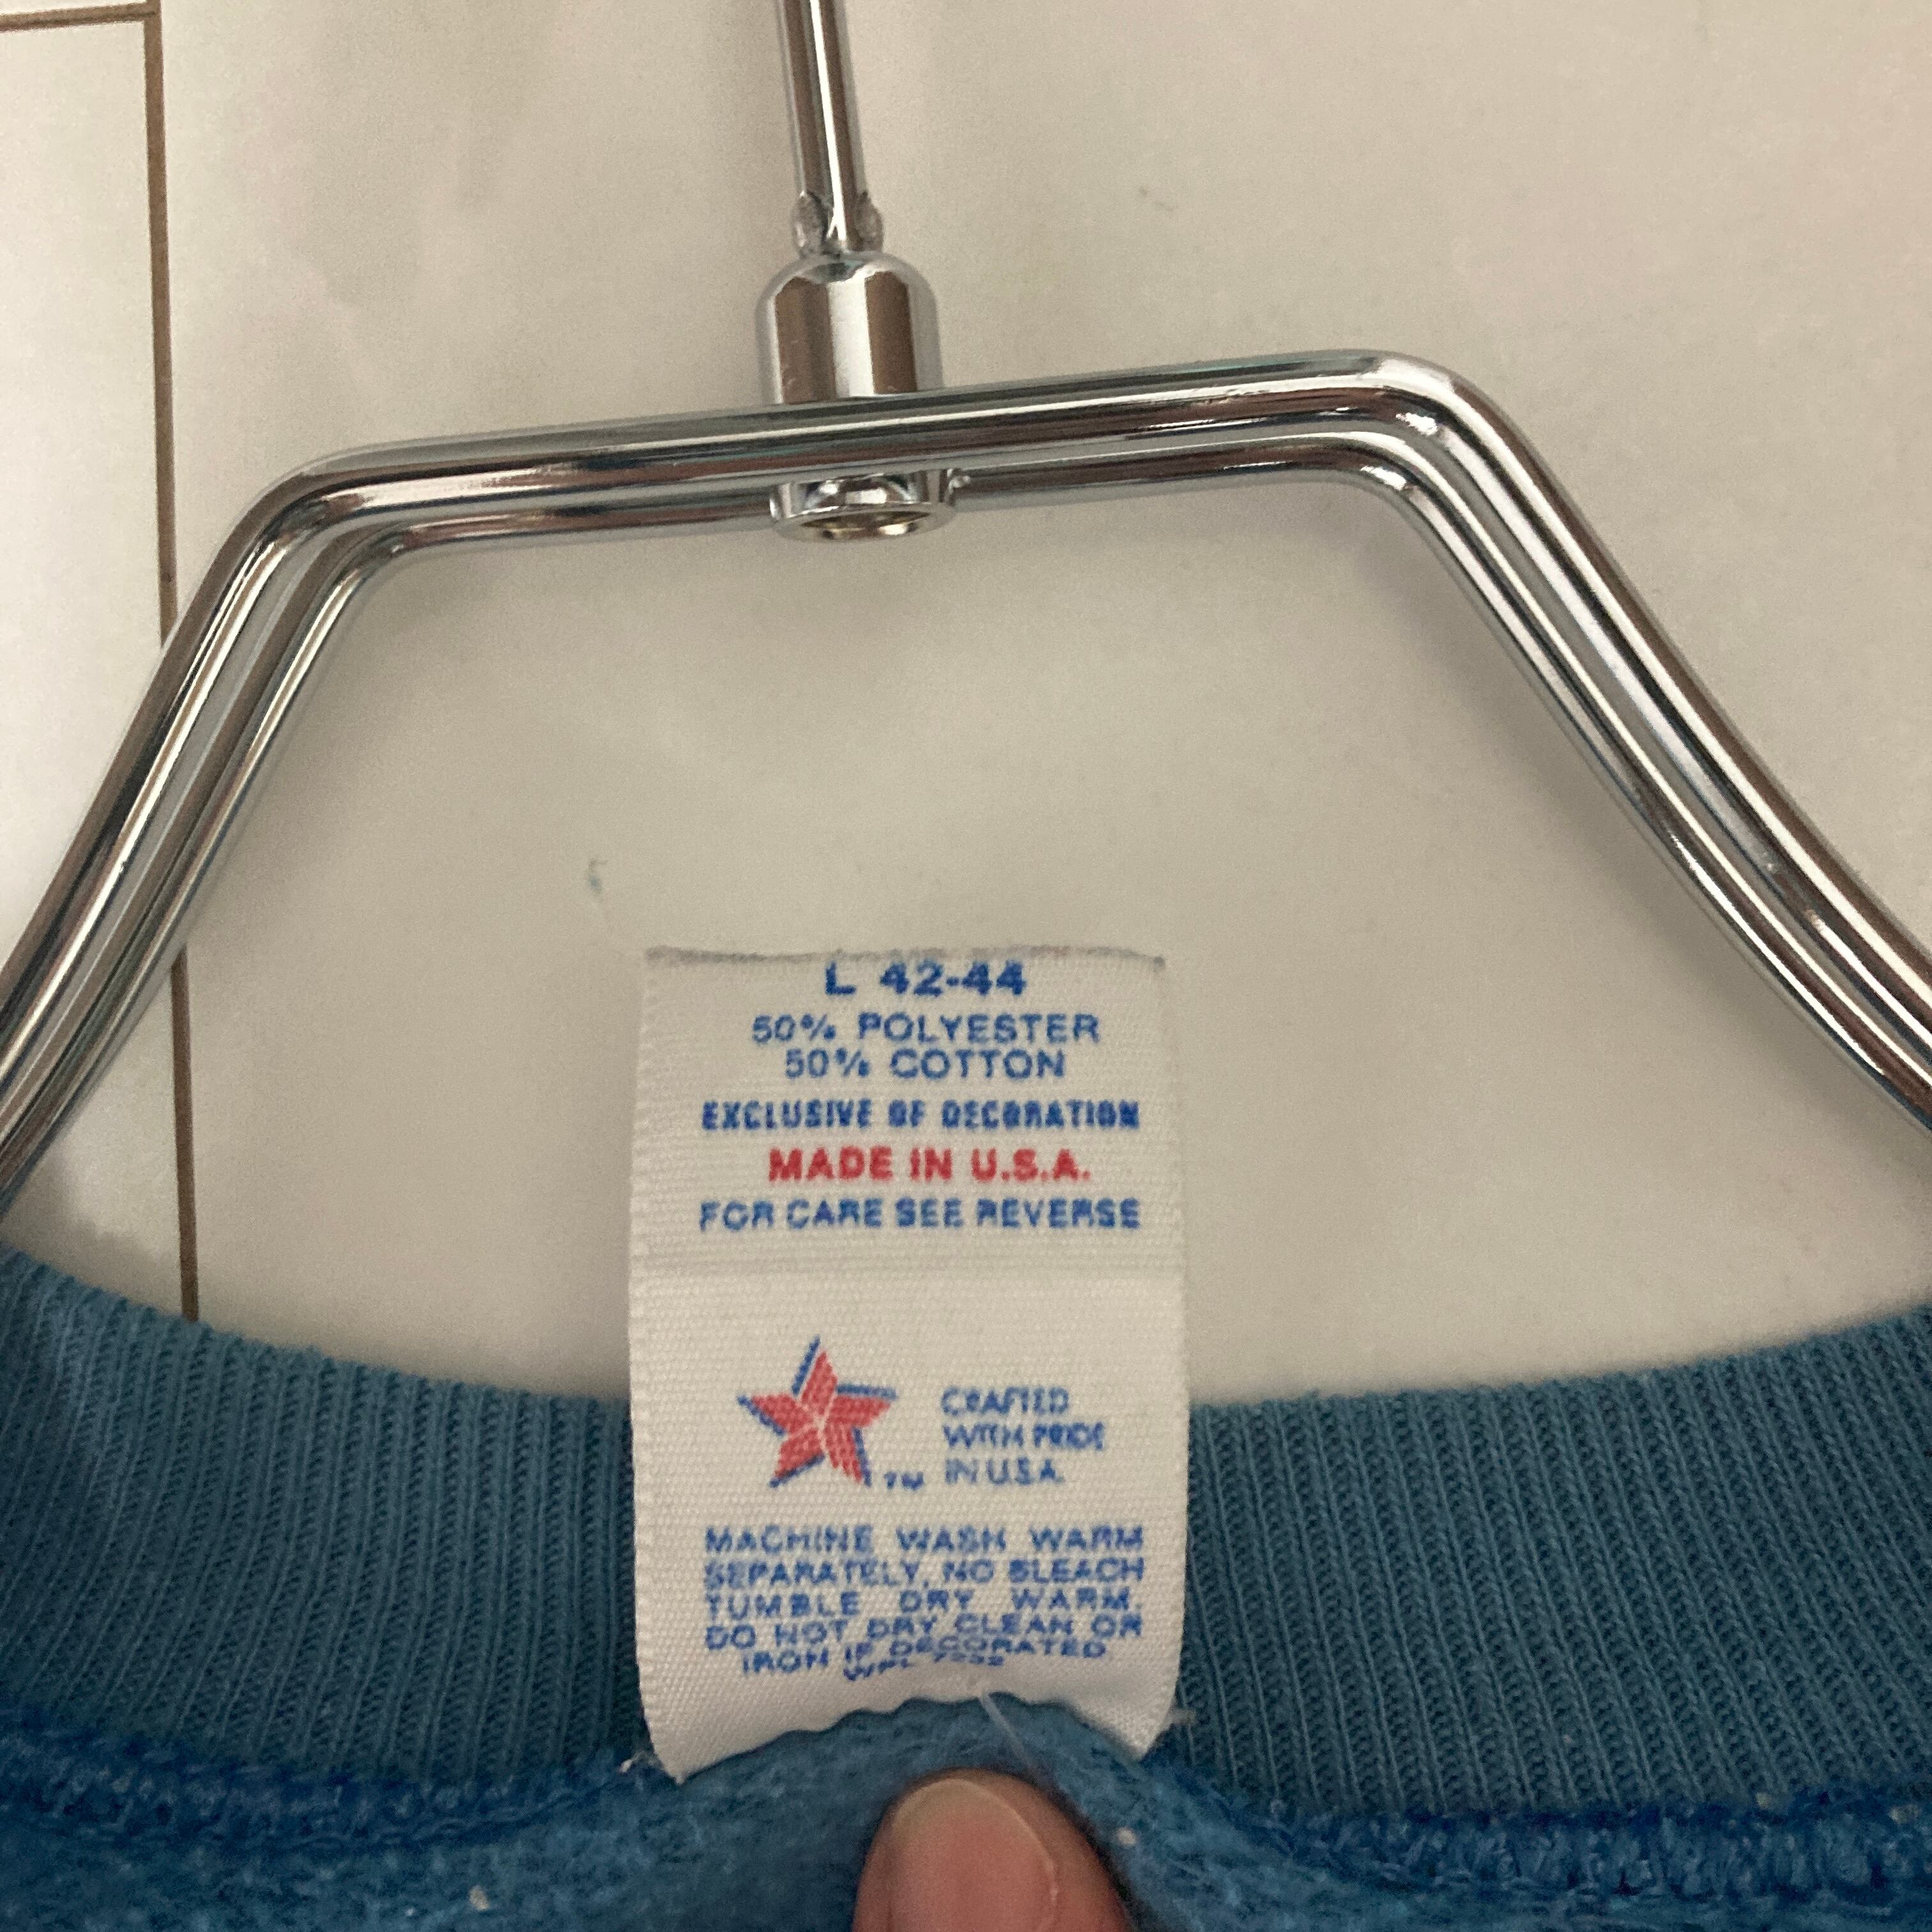 L 42-44
50% POLYESTER
50% COTTON
EXCLUSIVE OF DECORATION
MADE IN U.S.A.
FOR CARE SEE REVERSE
CRAFTED
WITH PRIDE
IN U.S.A.
TM
MACHINE WASH WARM
SEPARATELY, NO BLEACH
TUMBLE DRY WARM.
DO NOT DRY CLEAN OR
IRON IF DECORATED
WPL